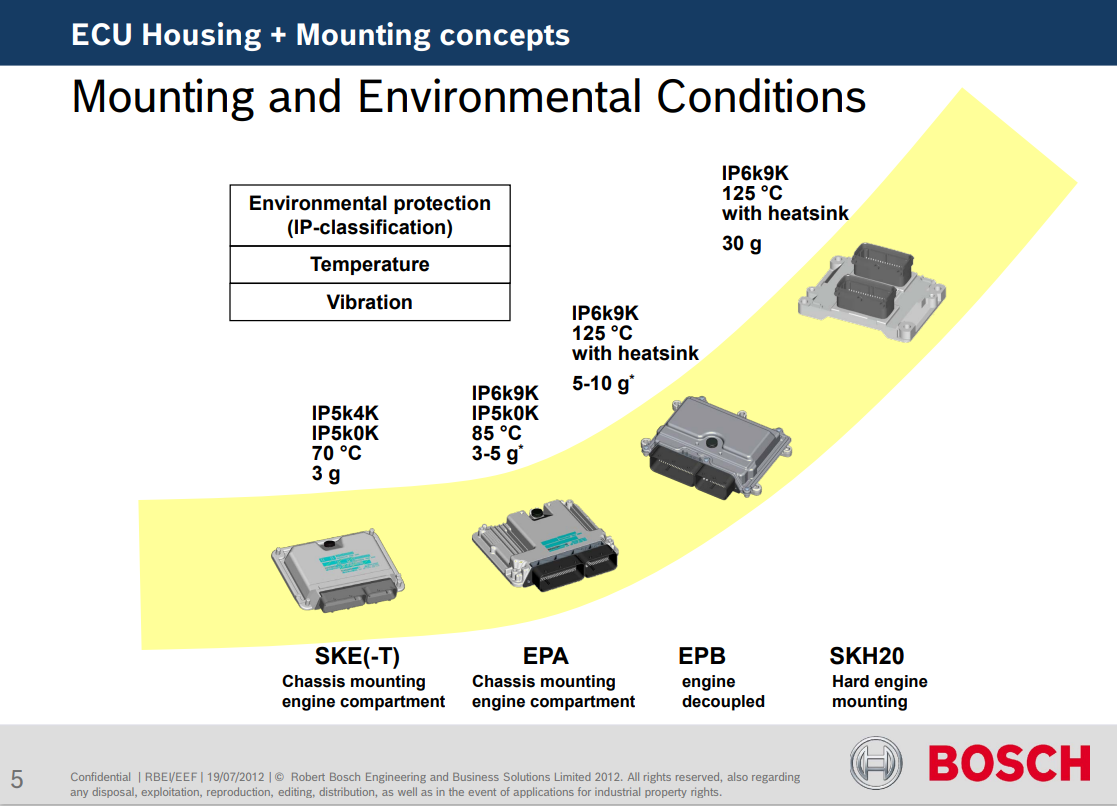 ECU Housing + Mounting concepts
Mounting and Environmental Conditions
Environmental protection
(IP-classification)
Temperature
Vibration
IP6k9K
125 °C
with heatsink
30 g
IP6k9K
125 °C
with heatsink
5-10 g*
IP6k9K
IP5k0K
85 °C
3-5 g*
IP5k4K
IP5k0K
70 °C
3 g
SKE(-T)
Chassis mounting
engine compartment
EPA
Chassis mounting
engine compartment
EPB
engine
decoupled
SKH20
Hard engine
mounting
5
Confidential | RBEI/EEF | 19/07/2012 | © Robert Bosch Engineering and Business Solutions Limited 2012. All rights reserved, also regarding
any disposal, exploitation, reproduction, editing, distribution, as well as in the event of applications for industrial property rights.
BOSCH